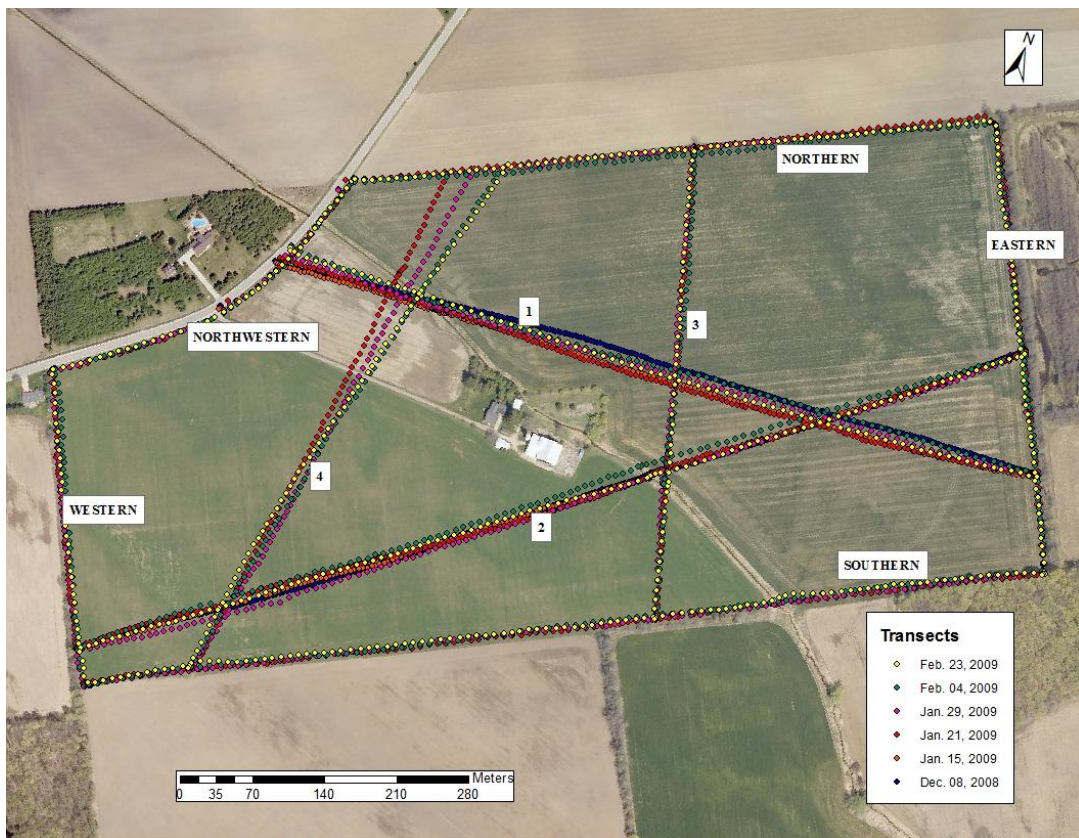 N
NORTHERN
EASTERN
1
3
NORTHWESTERN
4
WESTERN
2
SOUTHERN
Transects
Feb. 23, 2009
Feb. 04, 2009
Jan. 29, 2009
Jan. 21, 2009
Jan. 15, 2009
Dec. 08, 2008
Meters
0 35 70 140 210 280